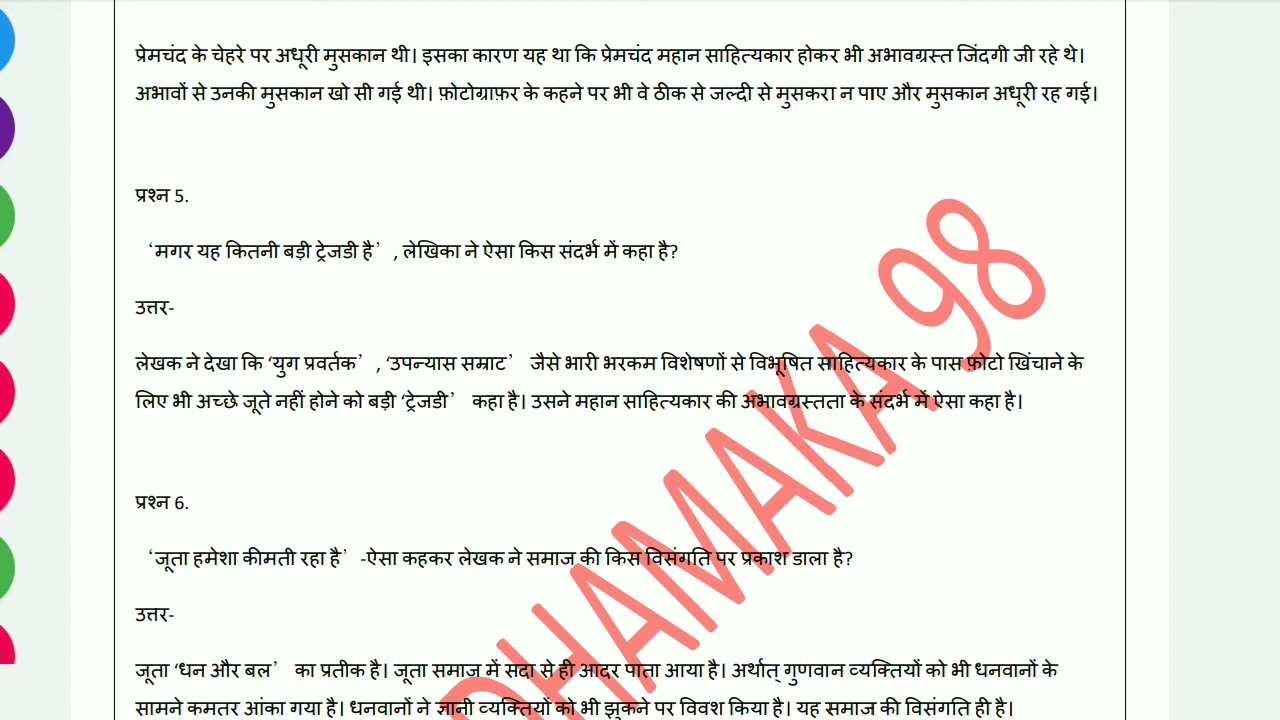 प्रेमचंद के चेहरे पर अधूरी मुसकान थी। इसका कारण यह था कि प्रेमचंद महान साहित्यकार होकर भी अभावग्रस्त जिंदगी जी रहे थे।
अभावों से उनकी मुसकान खो सी गई थी। फ़ोटोग्राफ़र के कहने पर भी वे ठीक से जल्दी से मुसकरा न पाए और मुसकान अधूरी रह गई।
प्रश्न 5.
‘मगर यह कितनी बड़ी ट्रेजडी है’ , लेखिका ने ऐसा किस संदर्भ में कहा है?
उत्तर-
लेखक ने देखा कि ‘युग प्रवर्तक’ , ‘उपन्यास सम्राट’ जैसे भारी भरकम विशेषणों से विभूषित साहित्यकार के पास फ़ोटो खिंचाने के
लिए भी अच्छे जूते नहीं होने को बड़ी ‘ट्रेजडी’ कहा है। उसने महान साहित्यकार की अभावग्रस्तता के संदर्भ में ऐसा कहा है।
प्रश्न 6.
‘जूता हमेशा कीमती रहा है’ -ऐसा कहकर लेखक ने समाज की किस विसंगति पर प्रकाश डाला है?
उत्तर-
जूता ‘धन और बल’ का प्रतीक है। जूता समाज में सदा से ही आदर पाता आया है। अर्थात् गुणवान व्यक्तियों को भी धनवानों के
सामने कमतर आंका गया है। धनवानों ने ज्ञानी व्यक्तियों को भी झुकने पर विवश किया है। यह समाज की विसंगति ही है।
DHAMAKA 98